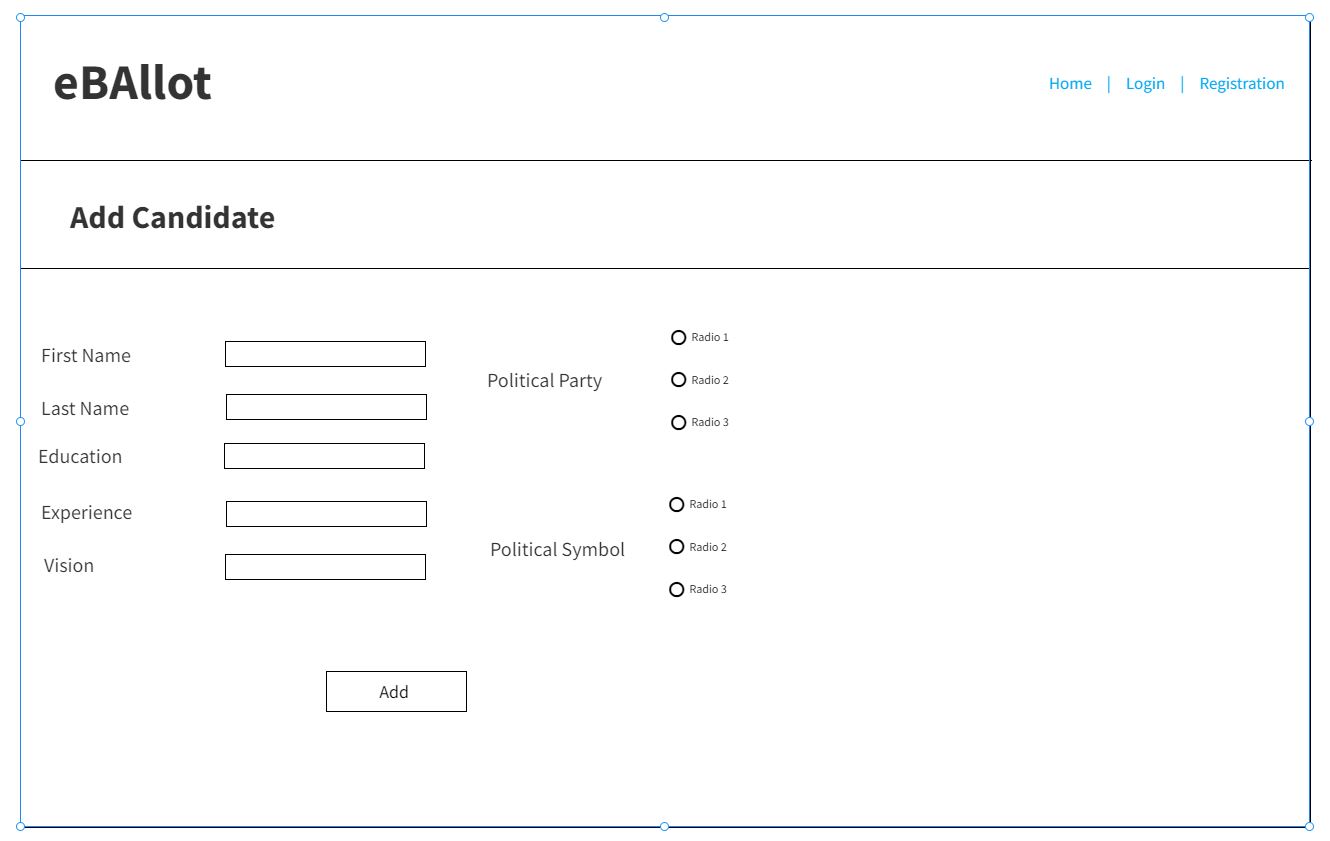 eBAllot
Home | Login | Registration
Add Candidate
First Name
Last Name
Education
Experience
Vision
Political Party
Radio 1
Radio 2
Radio 3
Political Symbol
Radio 1
Radio 2
Radio 3
Add